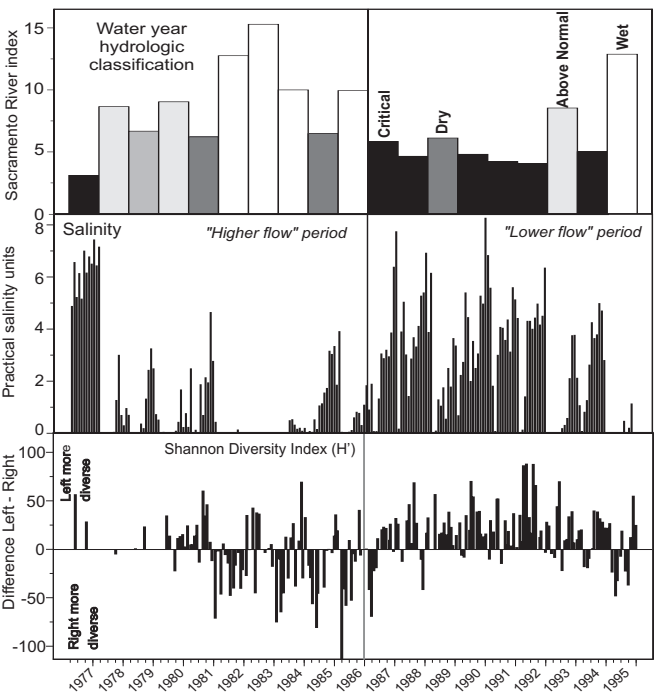 Sacramento River index
15
10
5
0
Water year
hydrologic
classification
Critical
Dry
Above Normal
Wet
Practical salinity units
8
6
4
2
0
Salinity
"Higher flow" period
"Lower flow" period
Difference Left - Right
100
50
0
-50
-100
Shannon Diversity Index (H')
Left more
diverse
Right more
diverse
1977
1978
1979
1980
1981
1982
1983
1984
1985
1986
1987
1988
1989
1990
1991
1992
1993
1994
1995